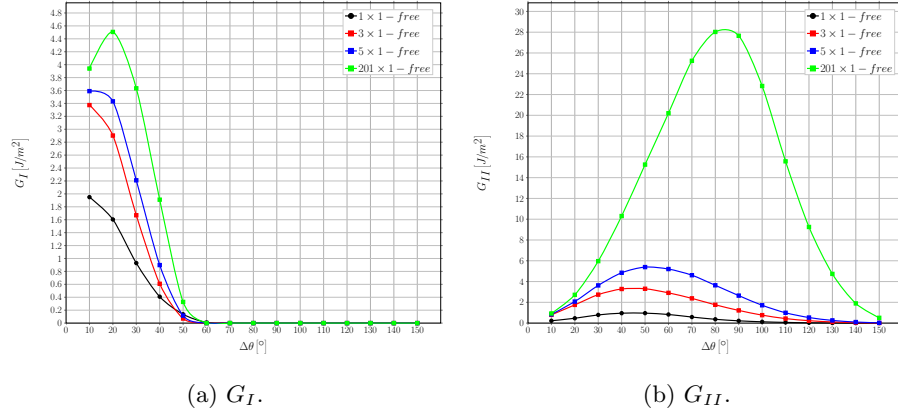 4.8
4.6
4.4
4.2
4
3.8
3.6
3.4
3.2
3
2.8
2.6
2.4
2.2
2
1.8
1.6
1.4
1.2
1
0.8
0.6
0.4
0.2
0
G_I [J/m²]
1 × 1 − free
3 × 1 − free
5 × 1 − free
201 × 1 − free
10 20 30 40 50 60 70 80 90 100 110 120 130 140 150
Δθ [°]
(a) G_I.
30
28
26
24
22
20
18
16
14
12
10
8
6
4
2
0
G_{II} [J/m²]
1 × 1 − free
3 × 1 − free
5 × 1 − free
201 × 1 − free
0 10 20 30 40 50 60 70 80 90 100 110 120 130 140 150
Δθ [°]
(b) G_{II}.